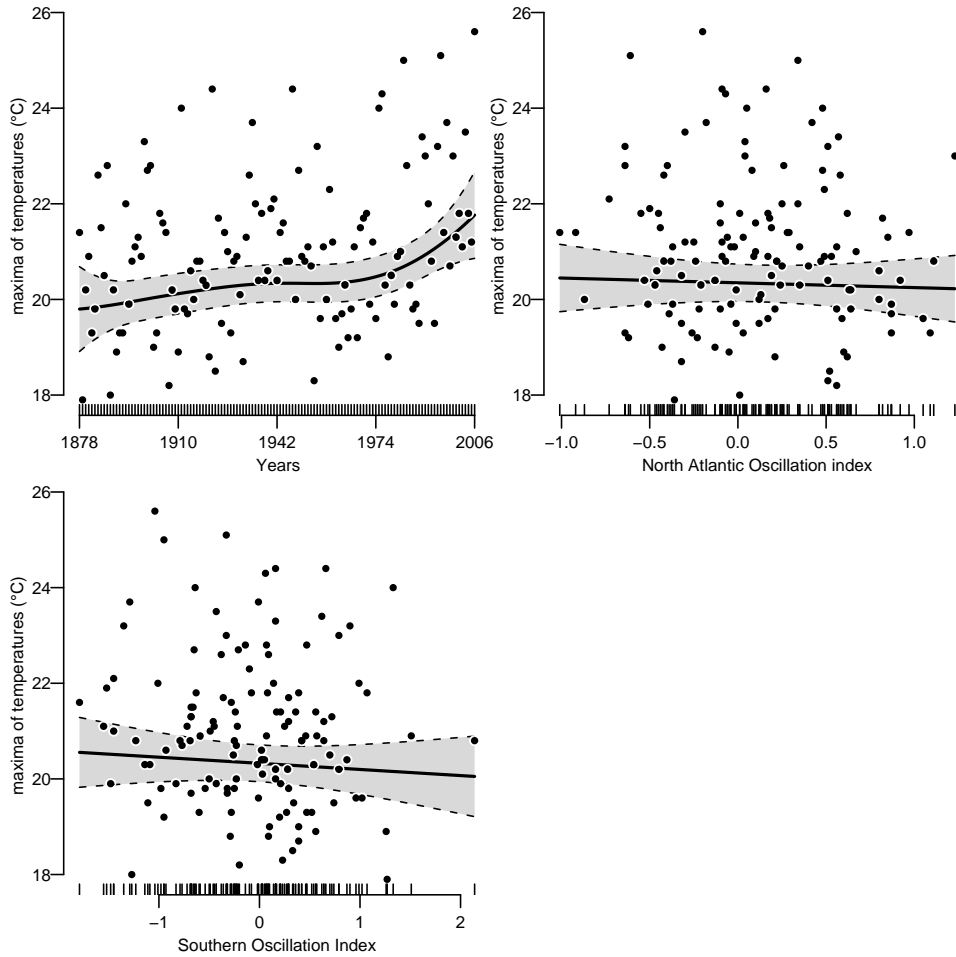 26
24
22
20
18
maxima of temperatures (°C)
1878 1910 1942 1974 2006
Years
26
24
22
20
18
maxima of temperatures (°C)
−1.0 −0.5 0.0 0.5 1.0
North Atlantic Oscillation index
26
24
22
20
18
maxima of temperatures (°C)
−1 0 1 2
Southern Oscillation Index